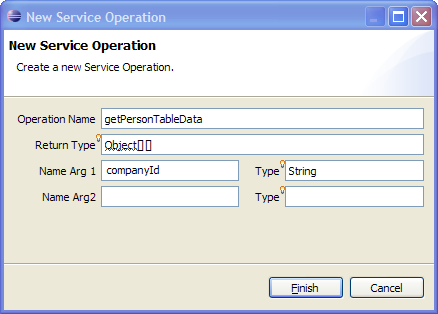 New Service Operation
New Service Operation
Create a new Service Operation.
Operation Name getPersonTableData
Return Type Object[][]
Name Arg 1 companyId Type String
Name Arg2 Type
Finish Cancel